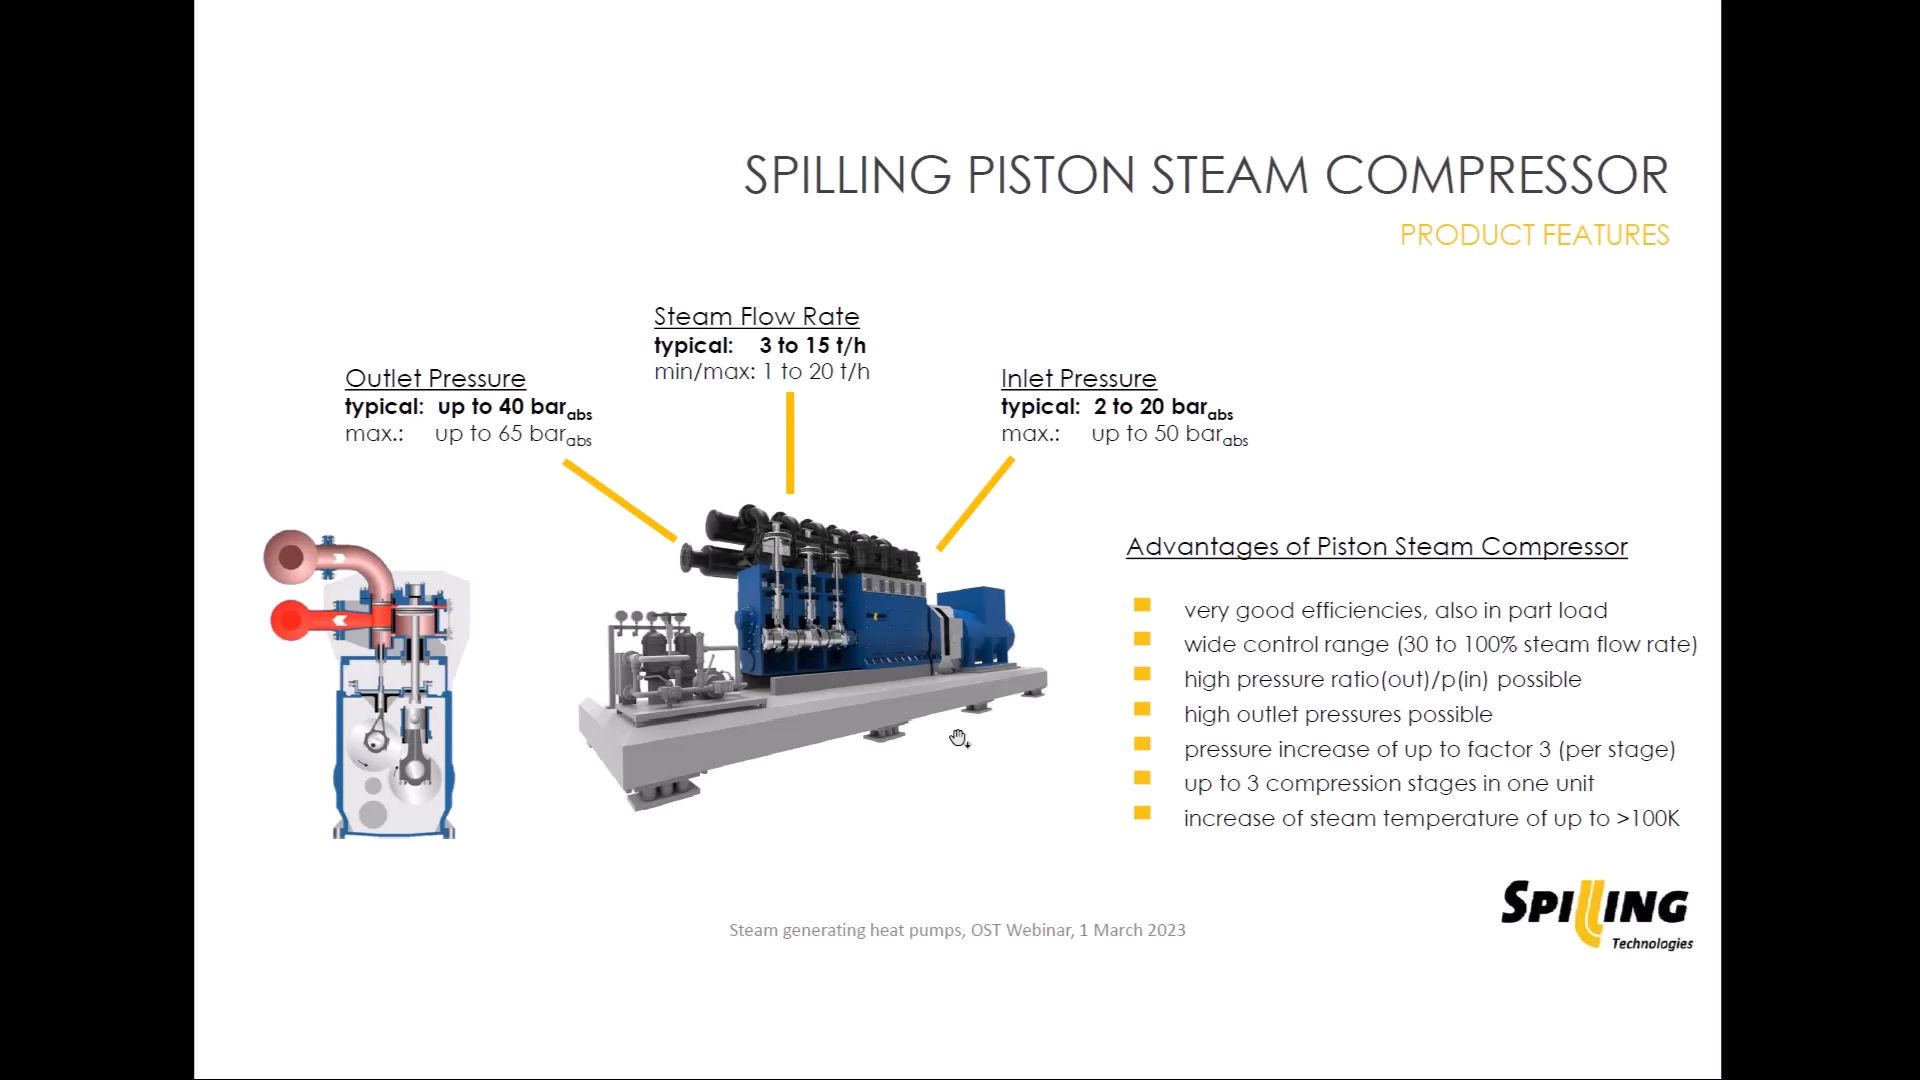 SPILLING PISTON STEAM COMPRESSOR
PRODUCT FEATURES
Steam Flow Rate
typical: 3 to 15 t/h
min/max: 1 to 20 t/h
Outlet Pressure
typical: up to 40 barabs
max.: up to 65 barabs
Inlet Pressure
typical: 2 to 20 barabs
max.: up to 50 barabs
Advantages of Piston Steam Compressor
very good efficiencies, also in part load
wide control range (30 to 100% steam flow rate)
high pressure ratio(out)/p(in) possible
high outlet pressures possible
pressure increase of up to factor 3 (per stage)
up to 3 compression stages in one unit
increase of steam temperature of up to >100K
SPILLING
Technologies
Steam generating heat pumps, OST Webinar, 1 March 2023